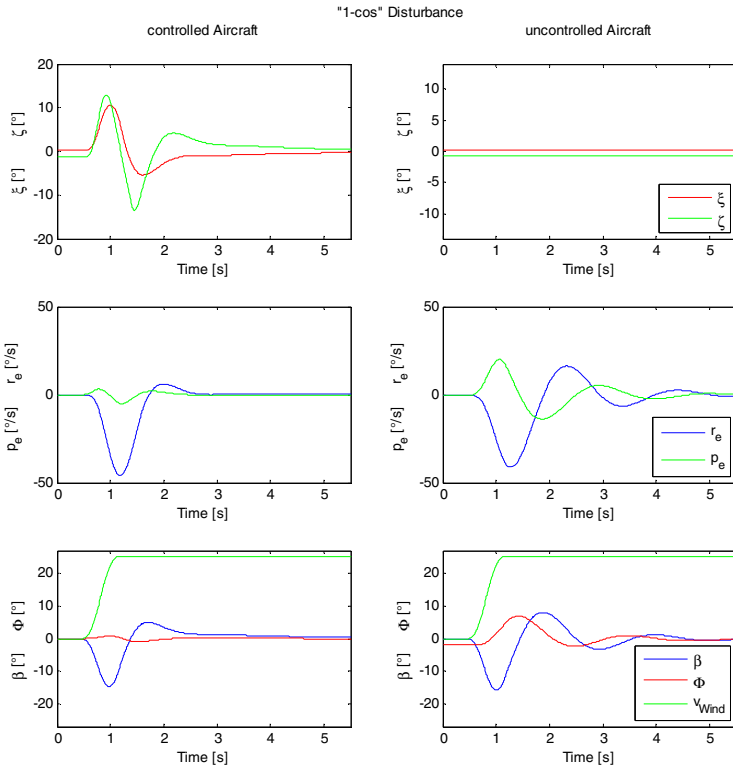 "1-cos" Disturbance
controlled Aircraft
uncontrolled Aircraft
20
10
0
-10
-20
ξ [°] ζ [°]
0 1 2 3 4 5
Time [s]
10
5
0
-5
-10
ξ [°] ζ [°]
ξ
ζ
0 1 2 3 4 5
Time [s]
50
0
-50
p_e [°/s] r_e [°/s]
0 1 2 3 4 5
Time [s]
50
0
-50
p_e [°/s] r_e [°/s]
r_e
p_e
0 1 2 3 4 5
Time [s]
20
10
0
-10
-20
β [°] Φ [°]
0 1 2 3 4 5
Time [s]
20
10
0
-10
-20
β [°] Φ [°]
β
Φ
v_Wind
0 1 2 3 4 5
Time [s]